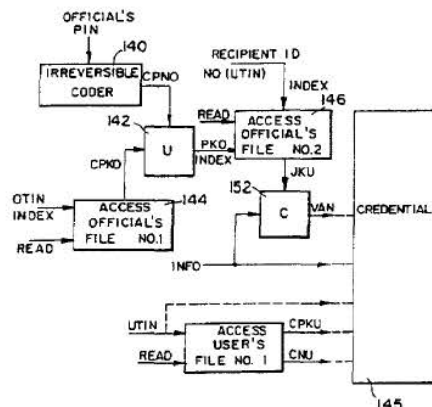 OFFICIAL'S
PIN
140
IRREVERSIBLE
CODER
CPNO
RECIPIENT ID
NO (UTIN)
INDEX
142
U
READ
146
ACCESS
OFFICIAL'S
FILE NO.2
PKO
INDEX
CPKO
JKU
OTIN
INDEX
144
ACCESS
OFFICIAL'S
FILE NO.1
READ
152
C
VAN
CREDENTIAL
INFO
UTIN
ACCESS
USER'S
FILE NO. 1
CPKU
READ
CNU
145